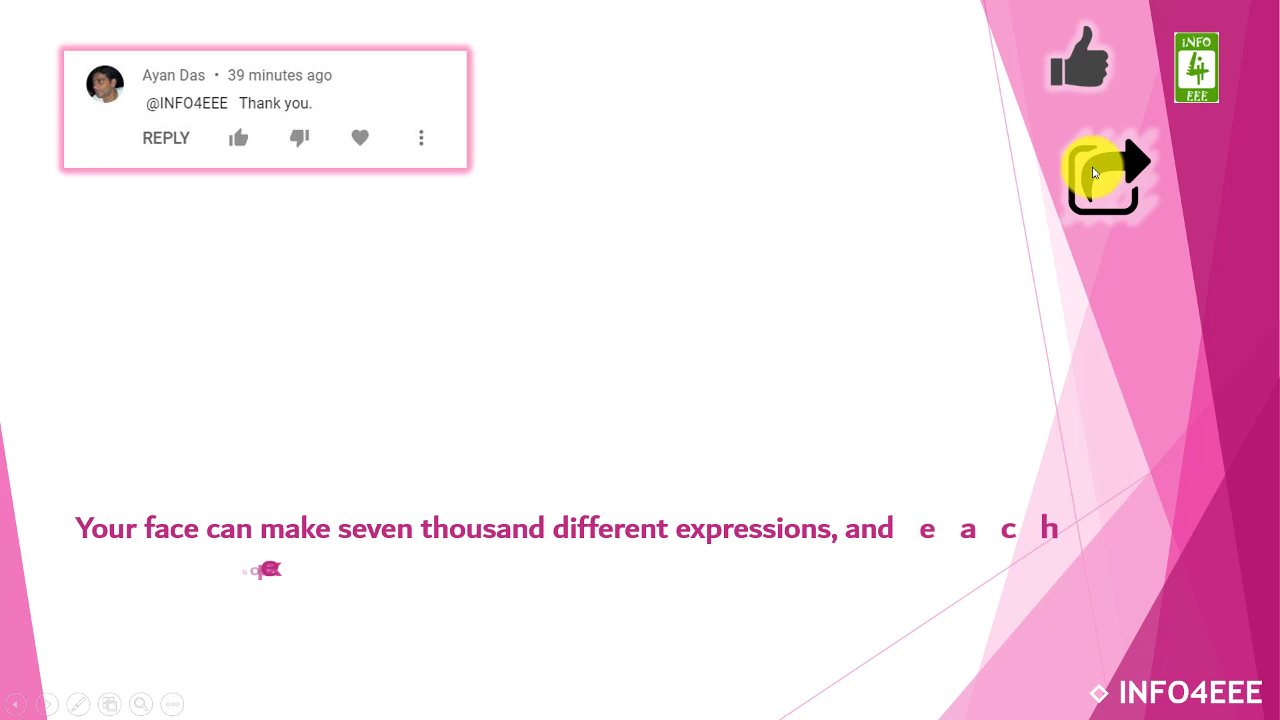 Ayan Das • 39 minutes ago
@INFO4EEE Thank you.
REPLY
INFO
4
EEE
Your face can make seven thousand different expressions, and e a c h
INFO4EEE